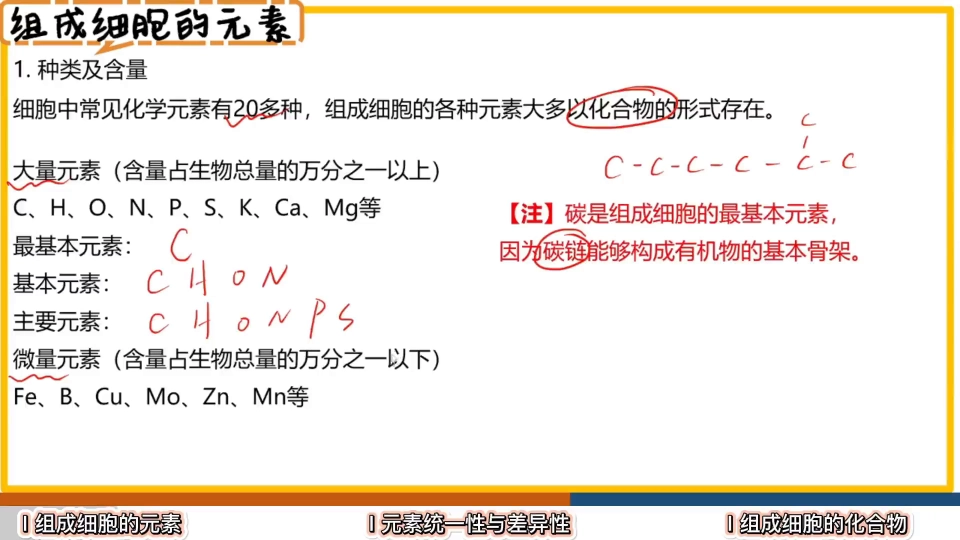 组成细胞的元素
1. 种类及含量
细胞中常见化学元素有20多种，组成细胞的各种元素大多以化合物的形式存在。
C
C - C - C - C - C - C
大量元素（含量占生物总量的万分之一以上）
C、H、O、N、P、S、K、Ca、Mg等
【注】碳是组成细胞的最基本元素，
因为碳链能够构成有机物的基本骨架。
最基本元素： C
基本元素： C H O N
主要元素： C H O N P S
微量元素（含量占生物总量的万分之一以下）
Fe、B、Cu、Mo、Zn、Mn等
I 组成细胞的元素
I 元素统一性与差异性
I 组成细胞的化合物